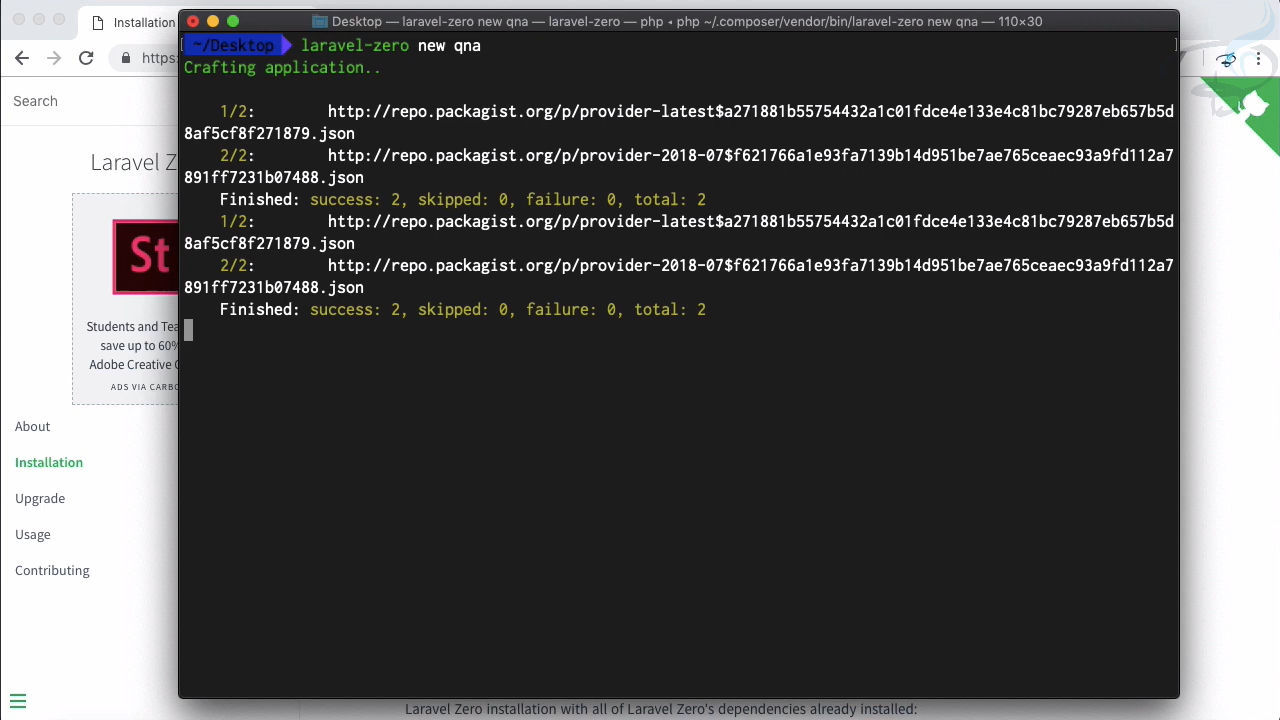 Installation
Desktop — laravel-zero new qna — laravel-zero — php ◂ php ~/.composer/vendor/bin/laravel-zero new qna — 110×30
https:
~/Desktop laravel-zero new qna
Crafting application..
1/2: http://repo.packagist.org/p/provider-latest$a271881b55754432a1c01fdce4e133e4c81bc79287eb657b5d
8af5cf8f271879.json
2/2: http://repo.packagist.org/p/provider-2018-07$f621766a1e93fa7139b14d951be7ae765ceaec93a9fd112a7
891ff7231b07488.json
Finished: success: 2, skipped: 0, failure: 0, total: 2
1/2: http://repo.packagist.org/p/provider-latest$a271881b55754432a1c01fdce4e133e4c81bc79287eb657b5d
8af5cf8f271879.json
2/2: http://repo.packagist.org/p/provider-2018-07$f621766a1e93fa7139b14d951be7ae765ceaec93a9fd112a7
891ff7231b07488.json
Finished: success: 2, skipped: 0, failure: 0, total: 2
Search
Laravel Z
St
Students and Tea
save up to 60%
Adobe Creative C
ADS VIA CARBO
About
Installation
Upgrade
Usage
Contributing
Laravel Zero installation with all of Laravel Zero's dependencies already installed: